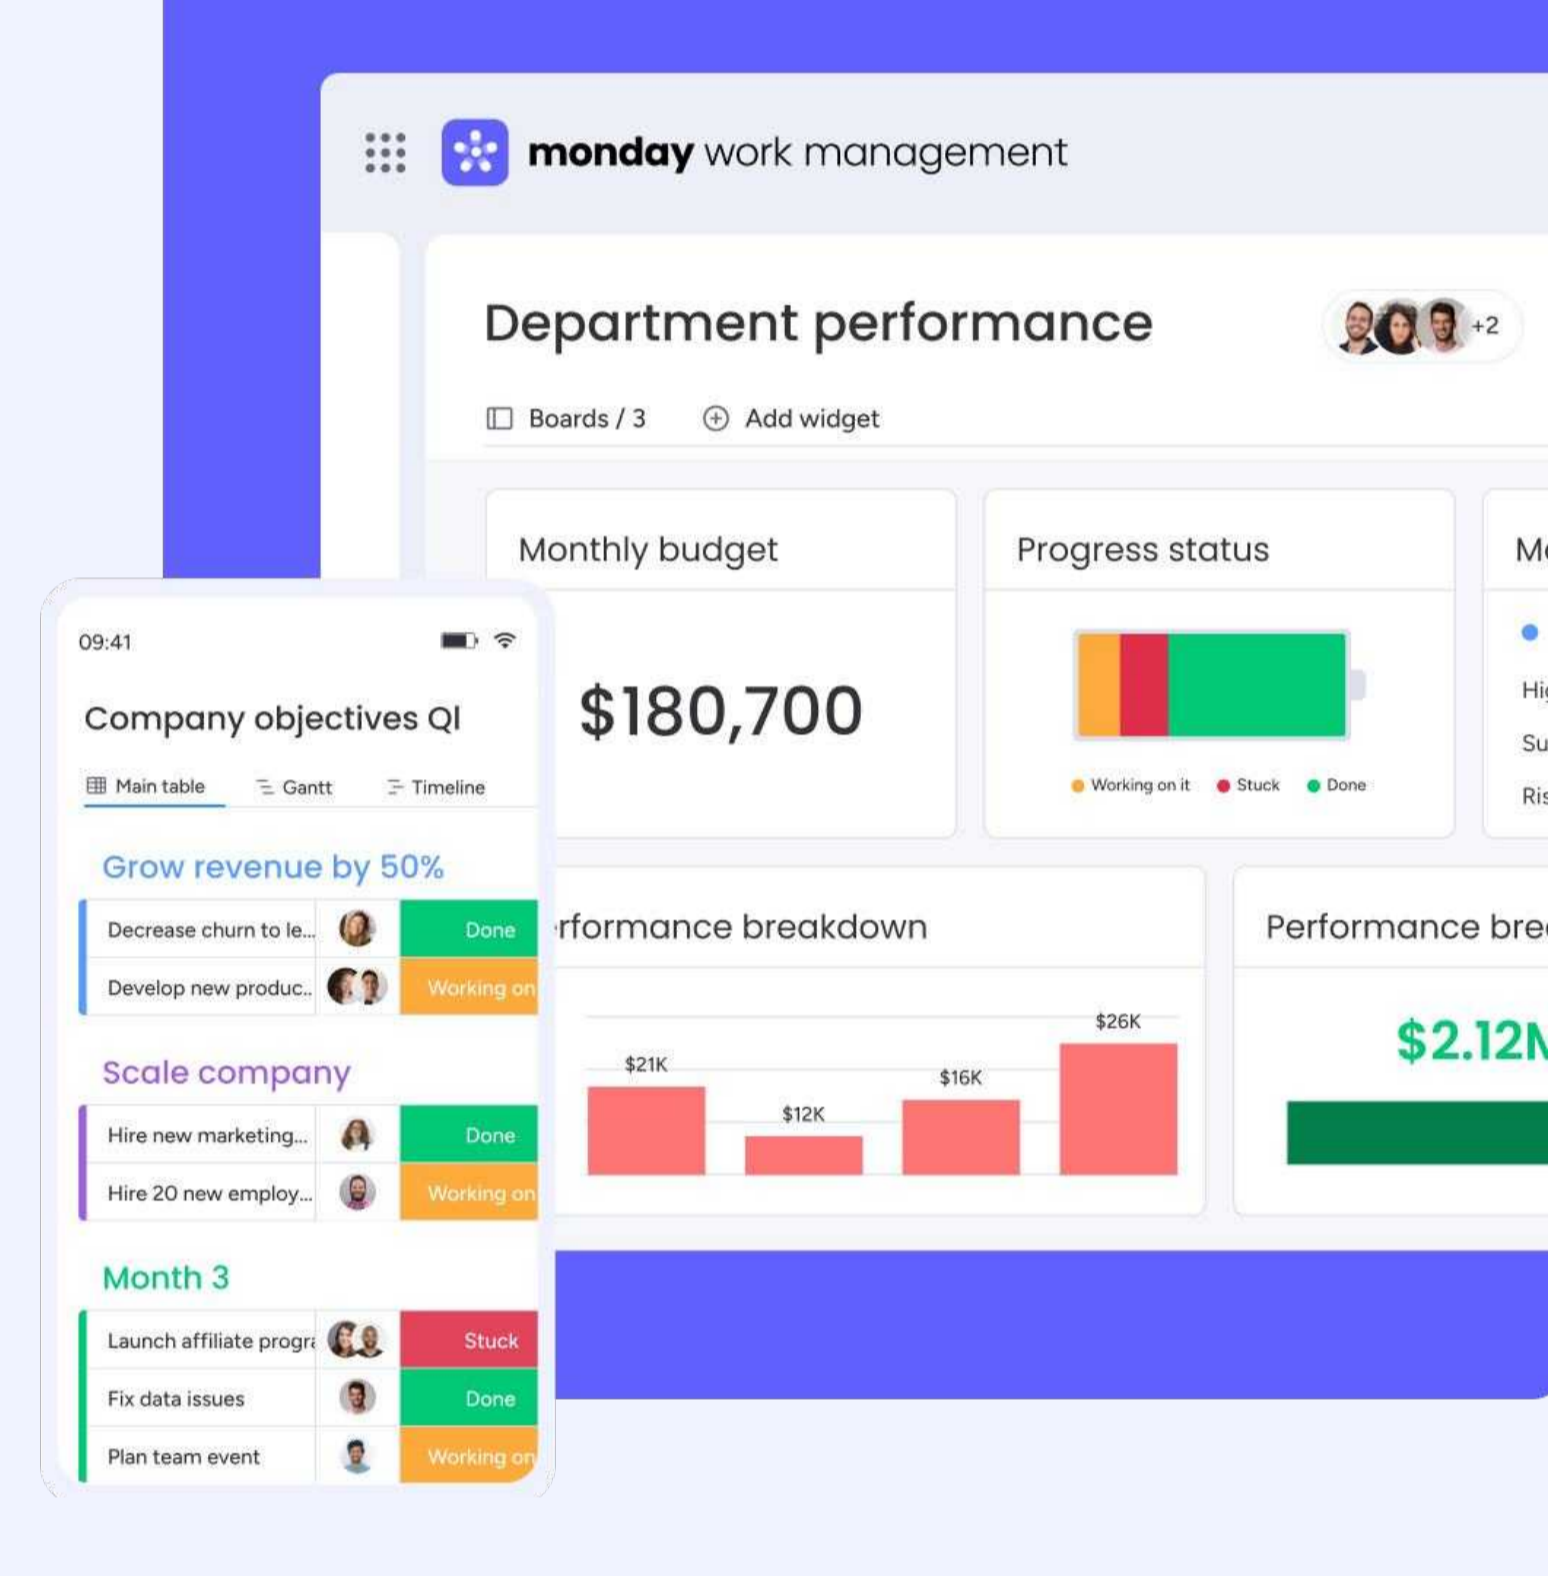 monday work management
Department performance
+2
Boards / 3
Add widget
Monthly budget
$180,700
Progress status
Working on it
Stuck
Done
09:41
Company objectives Q1
Main table
Gantt
Timeline
Grow revenue by 50%
Decrease churn to le...
Done
Develop new produc..
Working on
Scale company
Hire new marketing...
Done
Hire 20 new employ...
Working on
Month 3
Launch affiliate progr
Stuck
Fix data issues
Done
Plan team event
Working on
rformance breakdown
$21K
$12K
$16K
$26K
Performance bre
$2.12